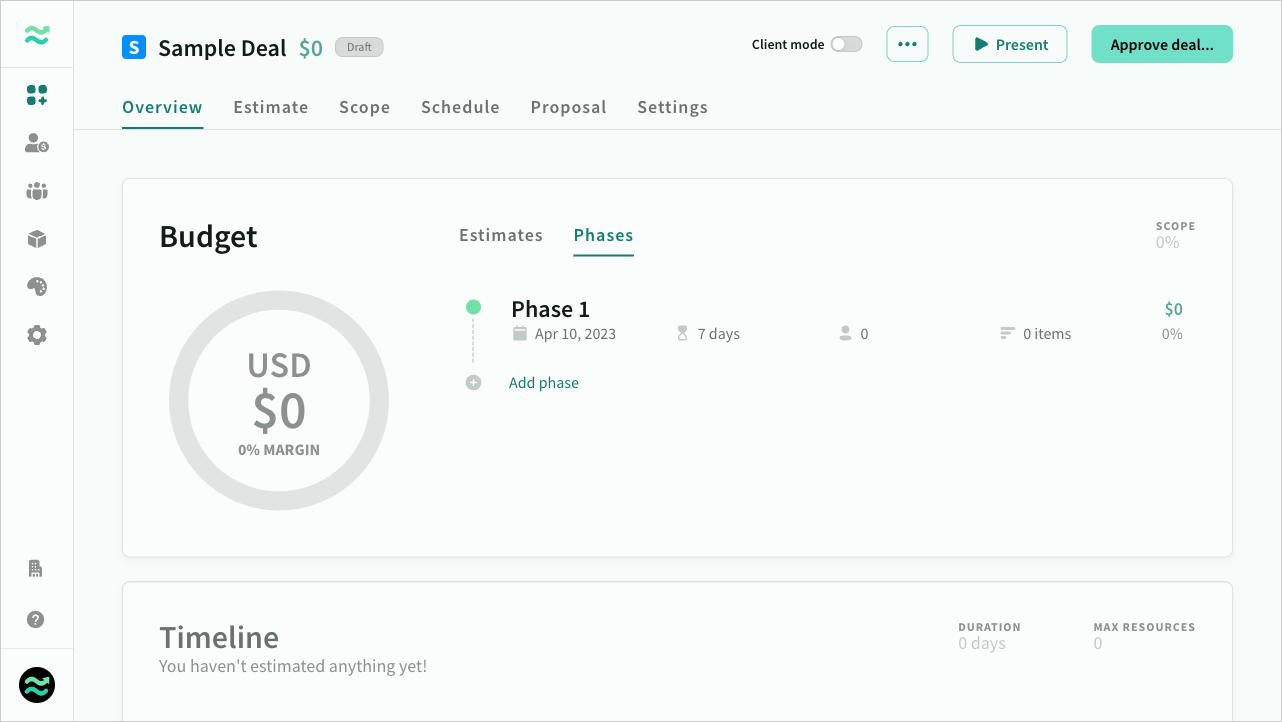 S Sample Deal $0 Draft
Client mode
Present
Approve deal...
Overview Estimate Scope Schedule Proposal Settings
Budget
Estimates Phases
SCOPE
0%
USD
$0
0% MARGIN
Phase 1 $0
Apr 10, 2023 7 days 0 0 items 0%
Add phase
Timeline
You haven't estimated anything yet!
DURATION MAX RESOURCES
0 days 0